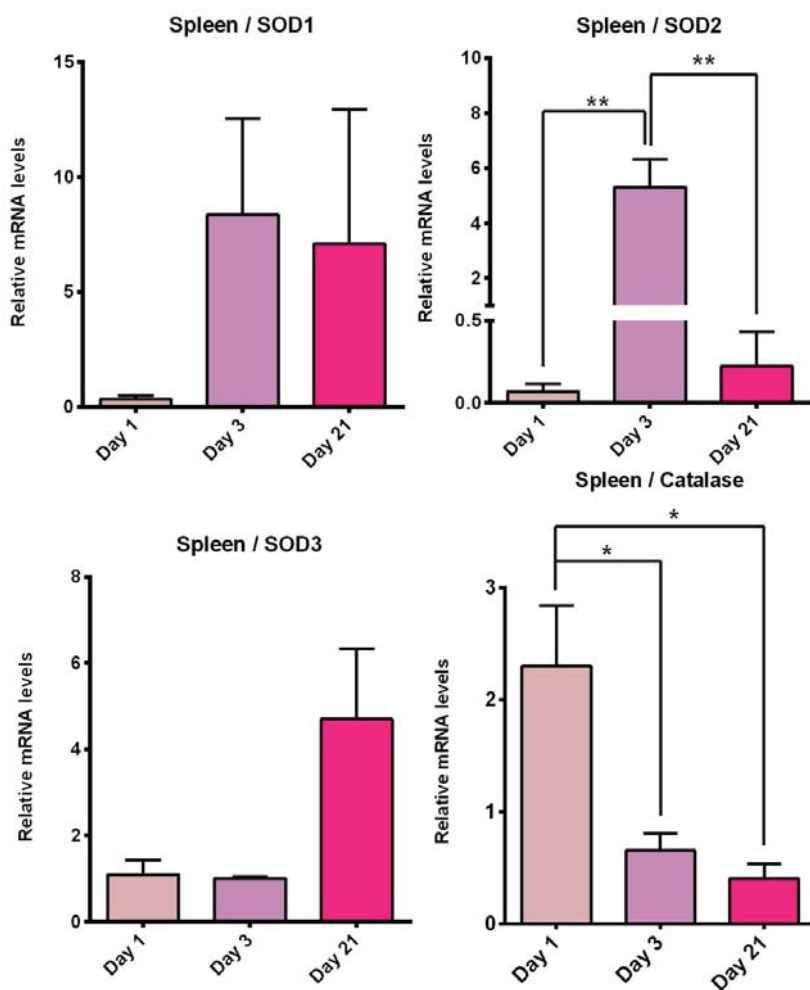 Spleen / SOD1
Relative mRNA levels
15
10
5
0
Day 1
Day 3
Day 21
Spleen / SOD2
Relative mRNA levels
10
8
6
4
2
0.5
0.0
**
**
Day 1
Day 3
Day 21
Spleen / SOD3
Relative mRNA levels
8
6
4
2
0
Day 1
Day 3
Day 21
Spleen / Catalase
Relative mRNA levels
3
2
1
0
*
*
Day 1
Day 3
Day 21